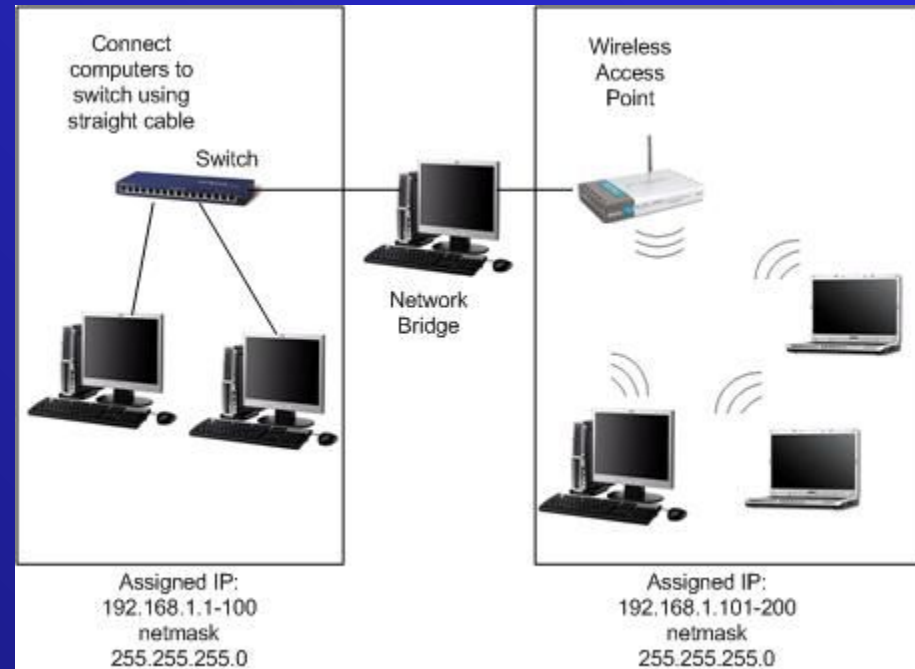 Connect
computers to
switch using
straight cable
Switch
Network
Bridge
Wireless
Access
Point
Assigned IP:
192.168.1.1-100
netmask
255.255.255.0
Assigned IP:
192.168.1.101-200
netmask
255.255.255.0